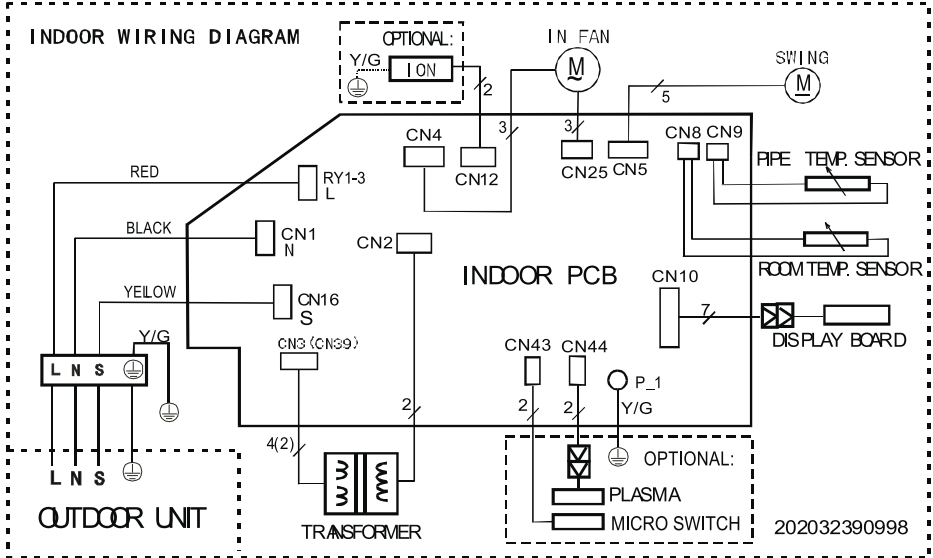 INDOOR WIRING DIAGRAM
OPTIONAL:
Y/G
ION
2
IN FAN
M
~
SWING
M
5
3
3
CN4
CN12
CN25
CN5
CN8
CN9
PIPE TEMP. SENSOR
RED
RY1-3
L
BLACK
CN1
N
CN2
ROOM TEMP. SENSOR
INDOOR PCB
CN10
YELLOW
CN16
S
7
DISPLAY BOARD
Y/G
CN3 (CN39)
CN43
CN44
P_1
L N S
2
2
2
Y/G
4(2)
OPTIONAL:
L N S
PLASMA
OUTDOOR UNIT
TRANSFORMER
MICRO SWITCH
202032390998